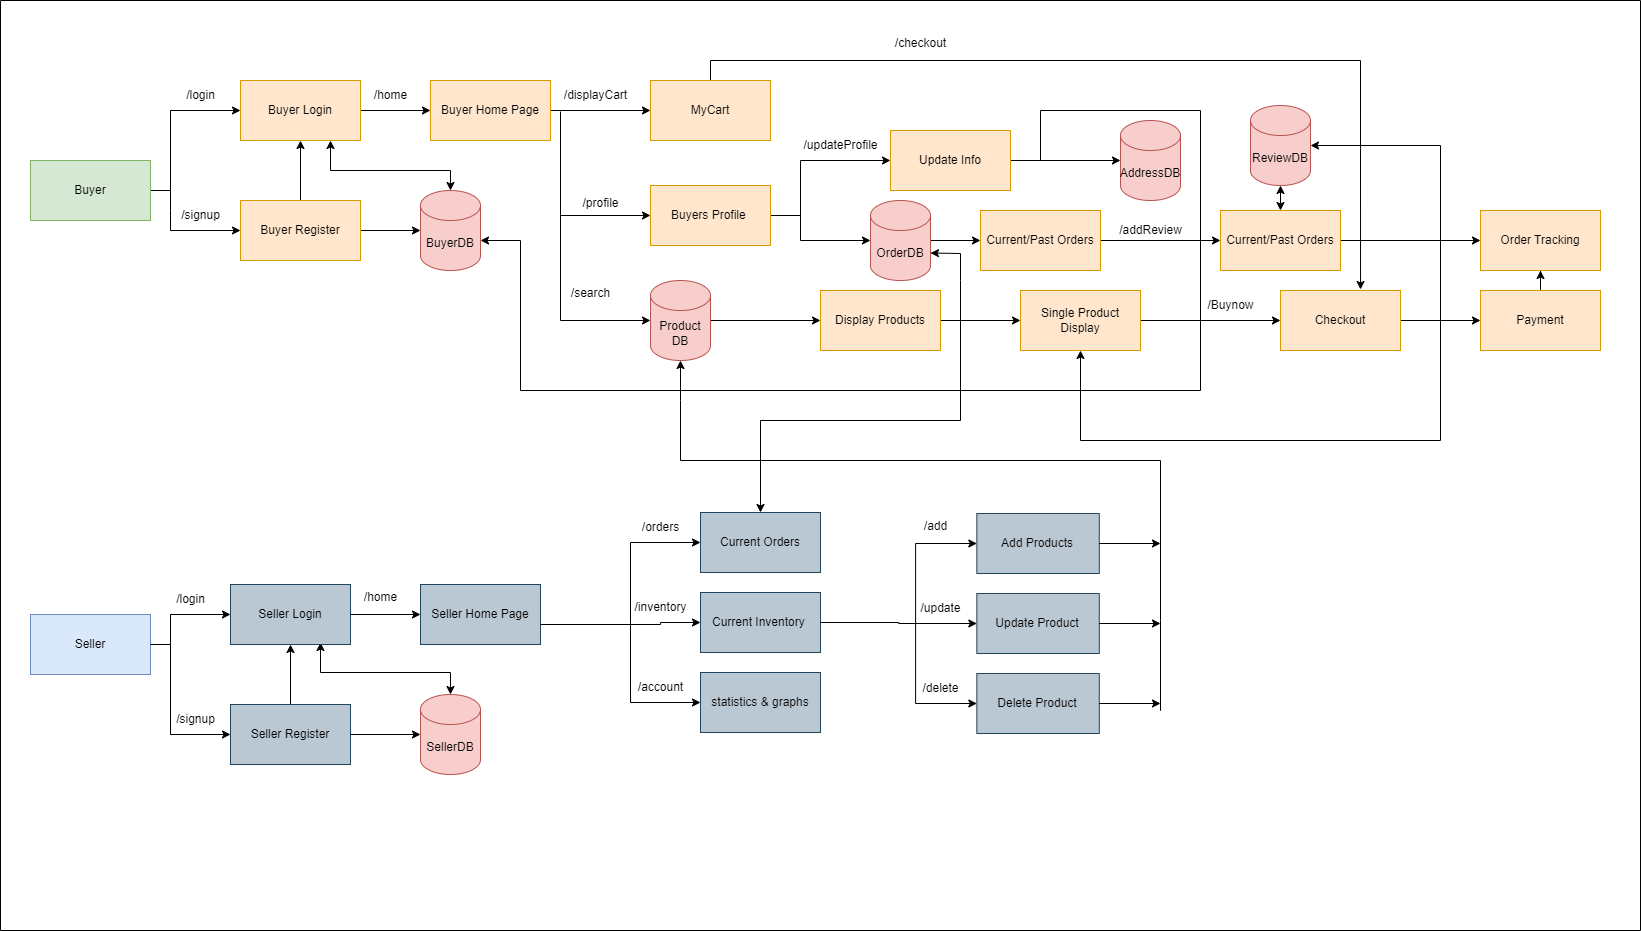 /checkout
/login
Buyer Login
/home
Buyer Home Page
/displayCart
MyCart
/updateProfile
Update Info
AddressDB
ReviewDB
Buyer
/signup
Buyer Register
BuyerDB
/profile
Buyers Profile
OrderDB
Current/Past Orders
/addReview
Current/Past Orders
Order Tracking
/search
Product
DB
Display Products
Single Product
Display
/Buynow
Checkout
Payment
/orders
Current Orders
/add
Add Products
/login
Seller Login
/home
Seller Home Page
/inventory
Current Inventory
/update
Update Product
Seller
/account
statistics & graphs
/delete
Delete Product
/signup
Seller Register
SellerDB